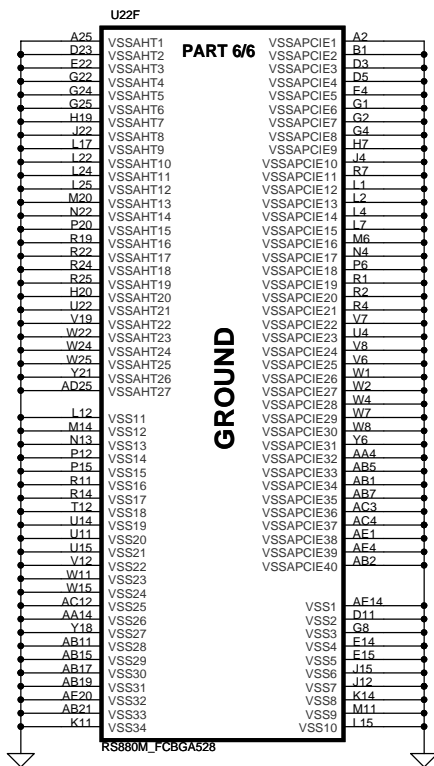 U22F
PART 6/6
A25 VSSAHT1 VSSAPCIE1 A2
D23 VSSAHT2 VSSAPCIE2 B1
E22 VSSAHT3 VSSAPCIE3 D3
G22 VSSAHT4 VSSAPCIE4 D5
G24 VSSAHT5 VSSAPCIE5 E4
G25 VSSAHT6 VSSAPCIE6 G1
H19 VSSAHT7 VSSAPCIE7 G2
J22 VSSAHT8 VSSAPCIE8 G4
L17 VSSAHT9 VSSAPCIE9 H7
L22 VSSAHT10 VSSAPCIE10 J4
L24 VSSAHT11 VSSAPCIE11 R7
L25 VSSAHT12 VSSAPCIE12 L1
M20 VSSAHT13 VSSAPCIE13 L2
N22 VSSAHT14 VSSAPCIE14 L4
P20 VSSAHT15 VSSAPCIE15 L7
R19 VSSAHT16 VSSAPCIE16 M6
R22 VSSAHT17 VSSAPCIE17 N4
R24 VSSAHT18 VSSAPCIE18 P6
R25 VSSAHT19 VSSAPCIE19 R1
H20 VSSAHT20 VSSAPCIE20 R2
U22 VSSAHT21 VSSAPCIE21 R4
V19 VSSAHT22 VSSAPCIE22 V7
W22 VSSAHT23 VSSAPCIE23 U4
W24 VSSAHT24 VSSAPCIE24 V8
W25 VSSAHT25 VSSAPCIE25 V6
Y21 VSSAHT26 VSSAPCIE26 W1
AD25 VSSAHT27 VSSAPCIE27 W2
VSSAPCIE28 W4
L12 VSS11 VSSAPCIE29 W7
M14 VSS12 VSSAPCIE30 W8
N13 VSS13 VSSAPCIE31 Y6
P12 VSS14 VSSAPCIE32 AA4
P15 VSS15 VSSAPCIE33 AB5
R11 VSS16 VSSAPCIE34 AB1
R14 VSS17 VSSAPCIE35 AB7
T12 VSS18 VSSAPCIE36 AC3
U14 VSS19 VSSAPCIE37 AC4
U11 VSS20 VSSAPCIE38 AE1
U15 VSS21 VSSAPCIE39 AE4
V12 VSS22 VSSAPCIE40 AB2
W11 VSS23
W15 VSS24
AC12 VSS25 VSS1 AE14
AA14 VSS26 VSS2 D11
Y18 VSS27 VSS3 G8
AB11 VSS28 VSS4 E14
AB15 VSS29 VSS5 E15
AB17 VSS30 VSS6 J15
AB19 VSS31 VSS7 J12
AE20 VSS32 VSS8 K14
AB21 VSS33 VSS9 M11
K11 VSS34 VSS10 L15
GROUND
RS880M_FCBGA528